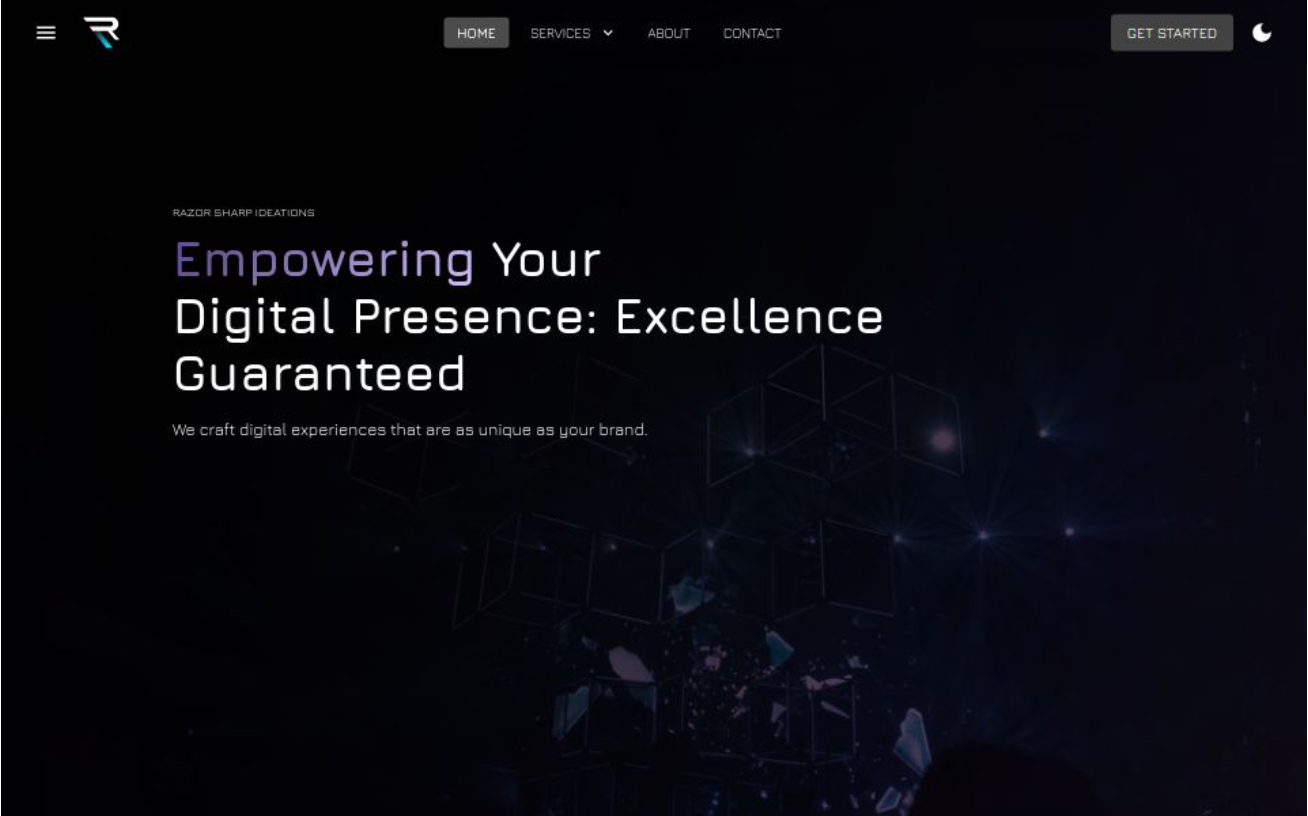 HOME SERVICES ABOUT CONTACT GET STARTED
RAZOR SHARP IDEATIONS
Empowering Your
Digital Presence: Excellence
Guaranteed
We craft digital experiences that are as unique as your brand.